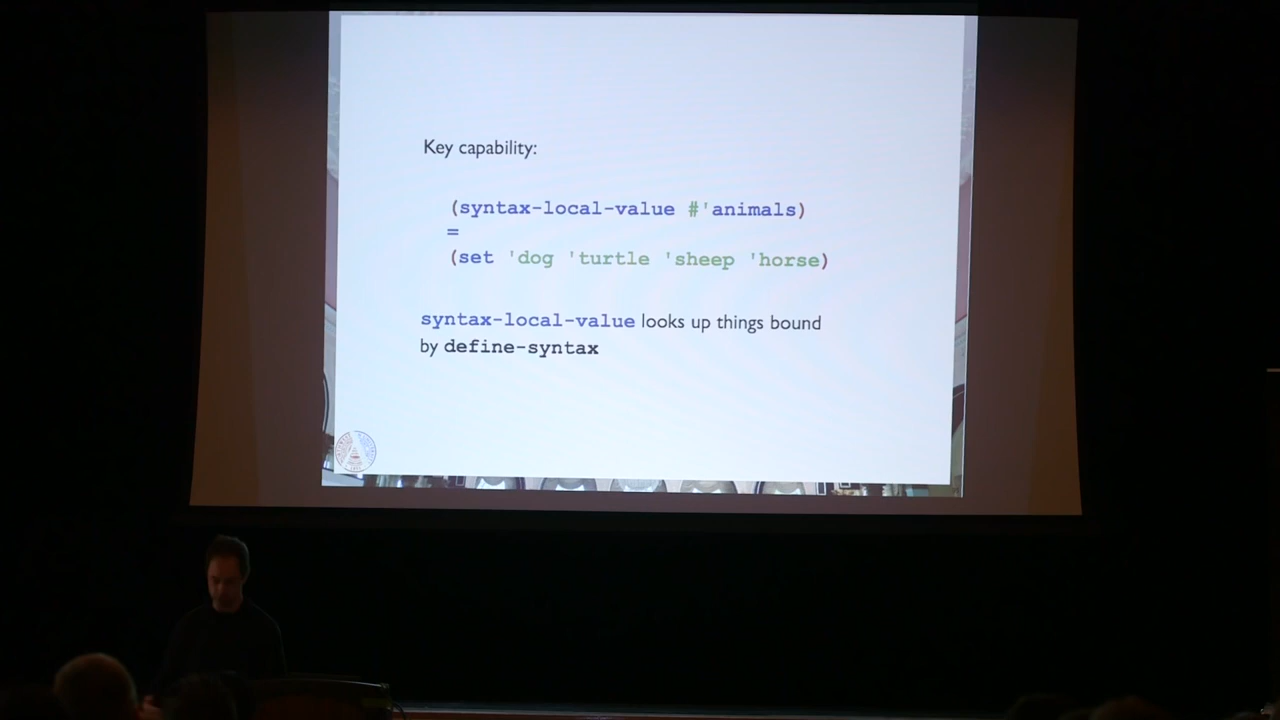 Key capability:
(syntax-local-value #'animals)
=
(set 'dog 'turtle 'sheep 'horse)
syntax-local-value looks up things bound
by define-syntax